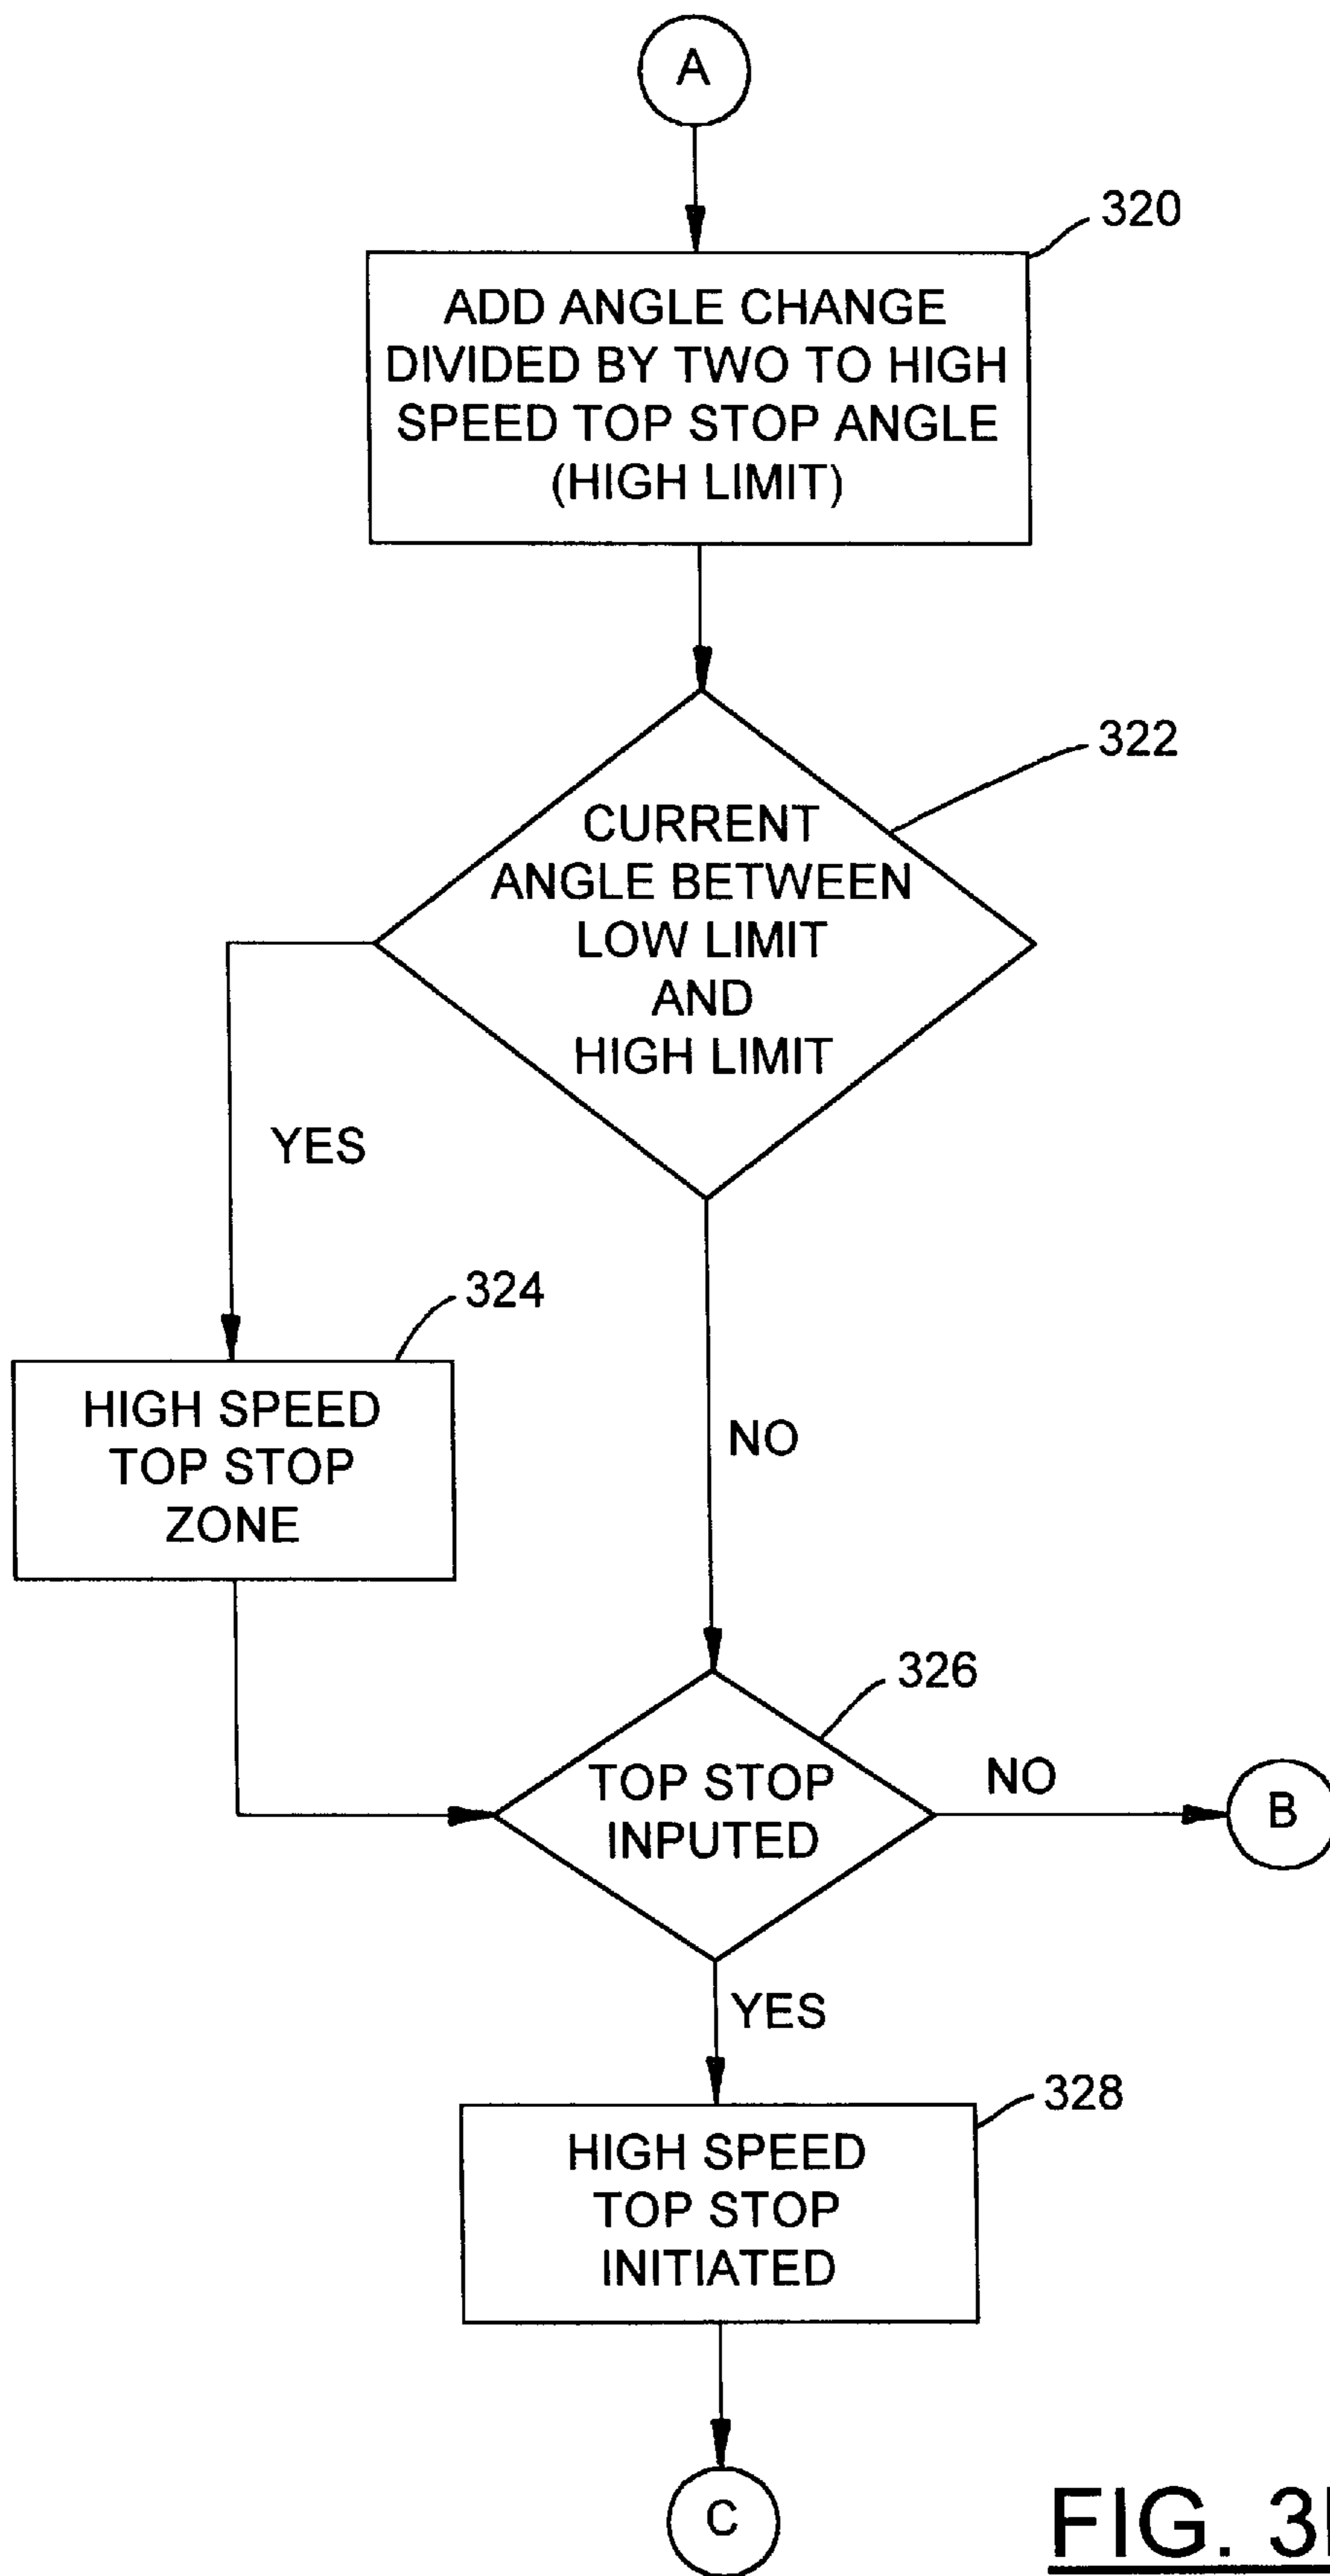 A
320
ADD ANGLE CHANGE
DIVIDED BY TWO TO HIGH
SPEED TOP STOP ANGLE
(HIGH LIMIT)
322
CURRENT
ANGLE BETWEEN
LOW LIMIT
AND
HIGH LIMIT
YES
324
HIGH SPEED
TOP STOP
ZONE
NO
326
TOP STOP
INPUTED
NO
B
YES
328
HIGH SPEED
TOP STOP
INITIATED
C
FIG.